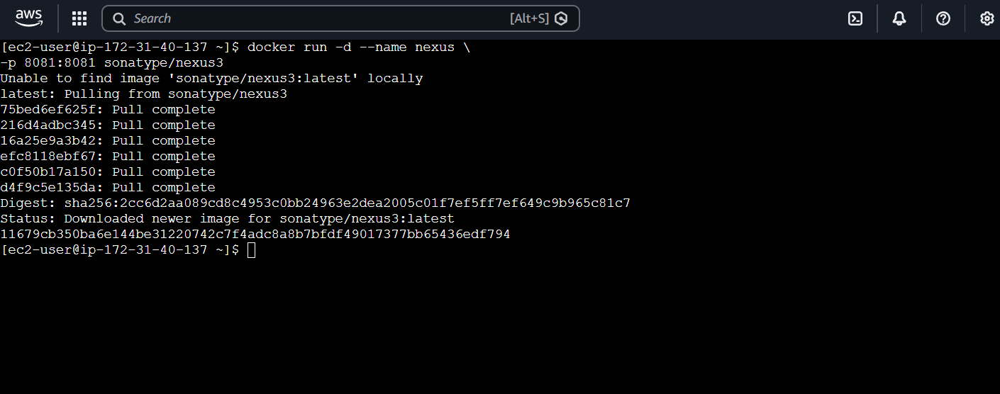 aws
Search [Alt+S]
[ec2-user@ip-172-31-40-137 ~]$ docker run -d --name nexus \
-p 8081:8081 sonatype/nexus3
Unable to find image 'sonatype/nexus3:latest' locally
latest: Pulling from sonatype/nexus3
75bed6ef625f: Pull complete
216d4adbc345: Pull complete
16a25e9a3b42: Pull complete
efc8118ebf67: Pull complete
c0f50b17a150: Pull complete
d4f9c5e135da: Pull complete
Digest: sha256:2cc6d2aa089cd8c4953c0bb24963e2dea2005c01f7ef5ff7ef649c9b965c81c7
Status: Downloaded newer image for sonatype/nexus3:latest
11679cb350ba6e144be31220742c7f4adc8a8b7bfdf49017377bb65436edf794
[ec2-user@ip-172-31-40-137 ~]$